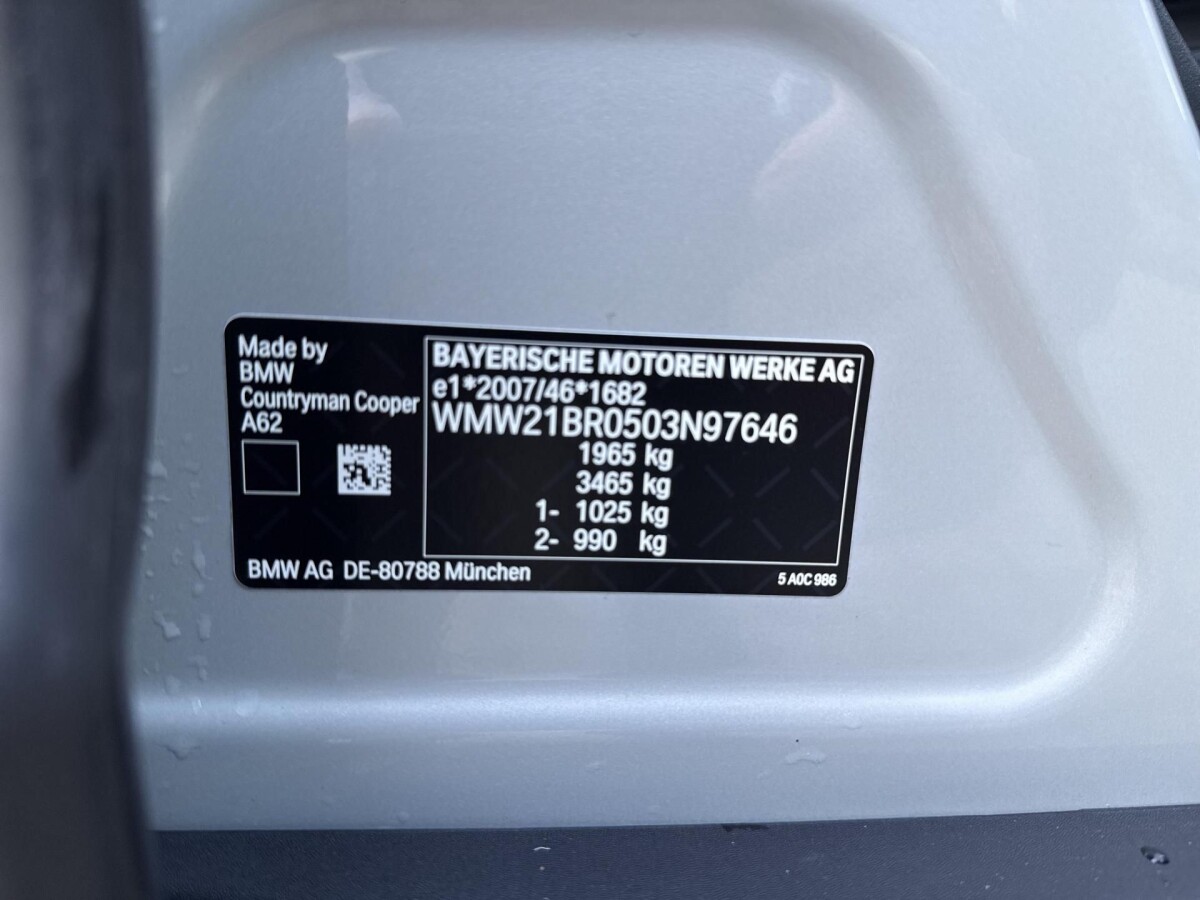 Made by
BMW
Countryman Cooper
A62
BAYERISCHE MOTOREN WERKE AG
e1*2007/46*1682
WMW21BR0503N97646
1965 kg
3465 kg
1- 1025 kg
2- 990 kg
BMW AG DE-80788 München
5 A0C 986